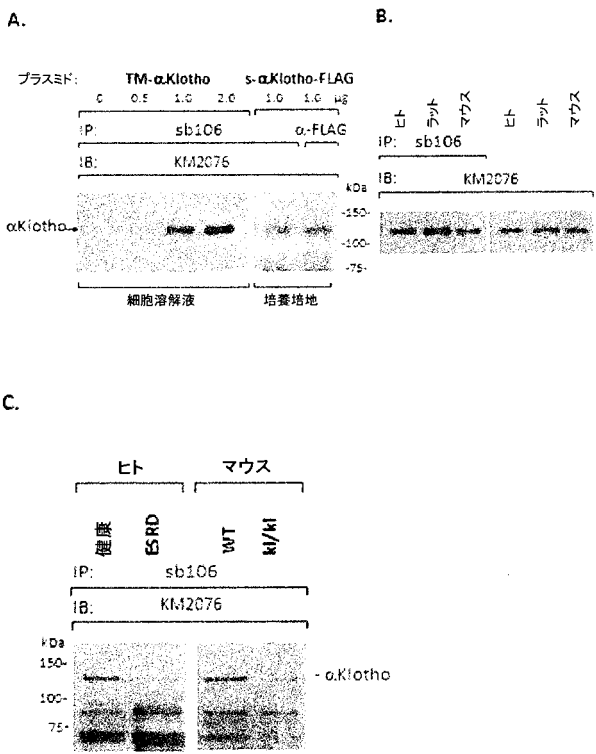 A.
プラスミド: TM-αKlotho s-αKlotho-FLAG
0 0.5 1.0 2.0 1.0 1.0 µg
IP: sb106 α-FLAG
IB: KM2076
kDa
αKlotho
150-
-100-
-75-
細胞溶解液 培養培地
B.
ヒト ラット マウス ヒト ラット マウス
IP: sb106
IB: KM2076
C.
ヒト マウス
健康 ESRD WT kl/kl
IP: sb106
IB: KM2076
kDa
150-
- αKlotho
100-
75-